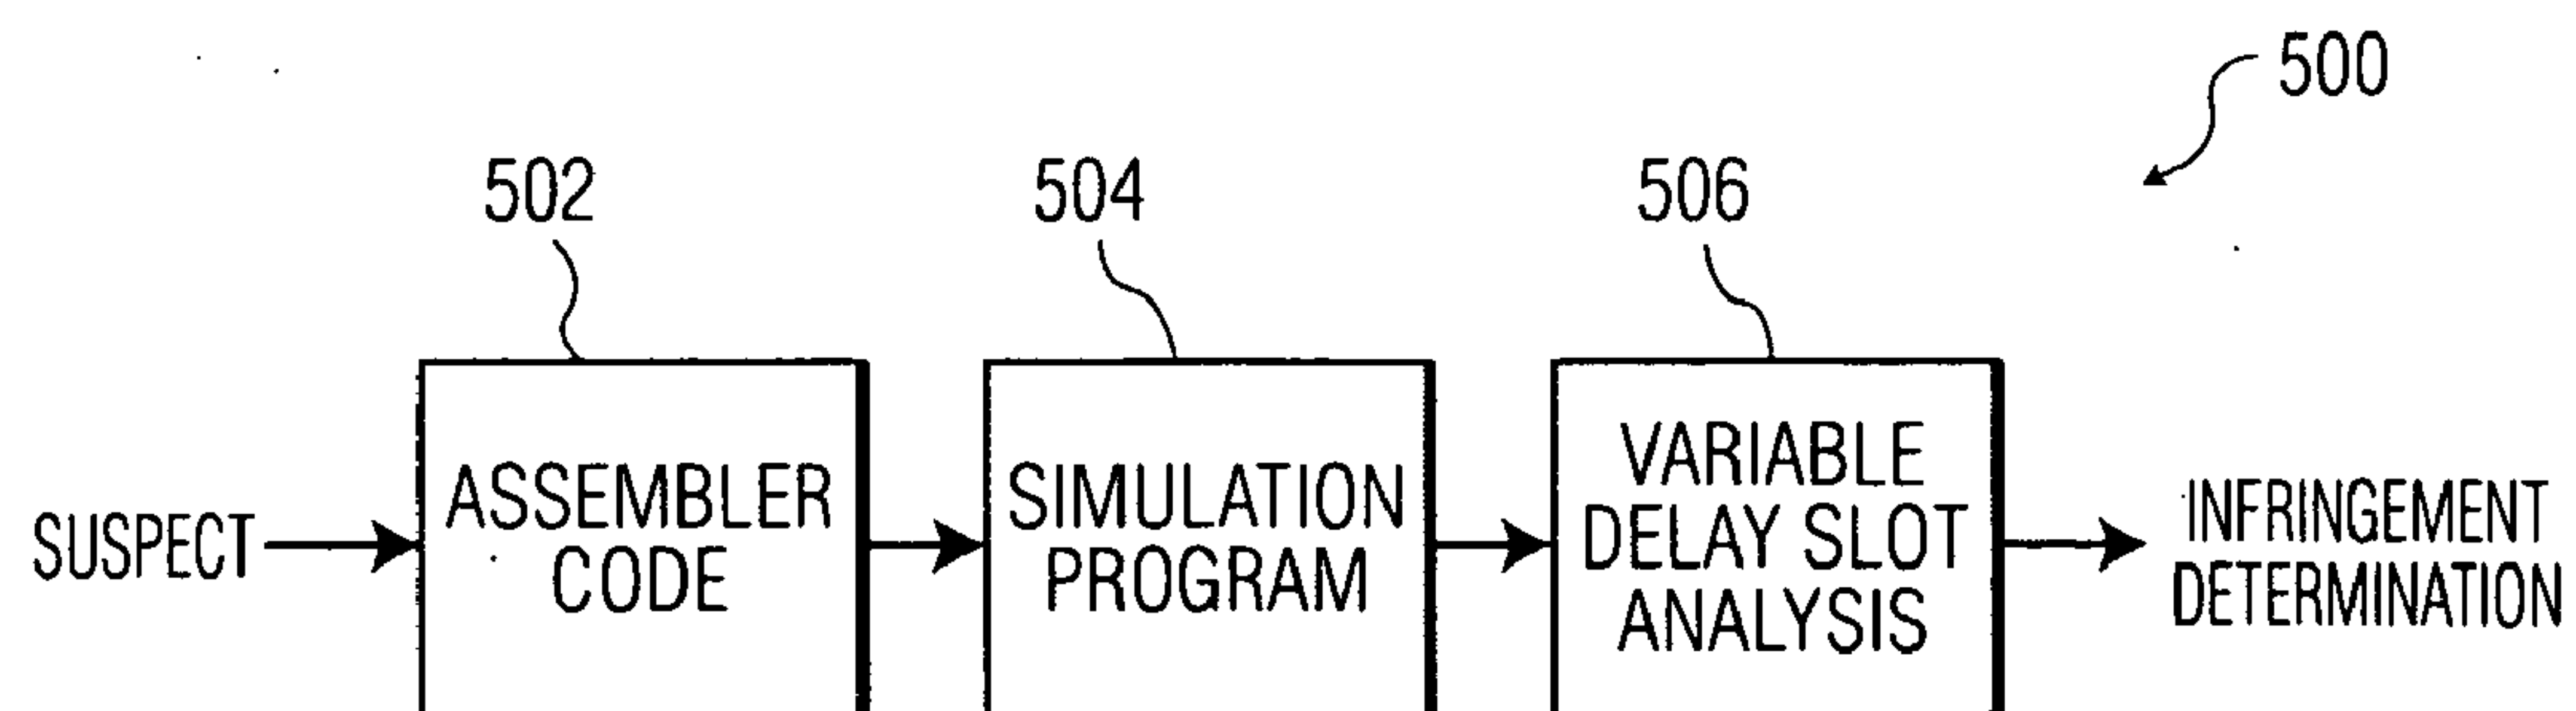 500
502
504
506
SUSPECT
ASSEMBLER
CODE
SIMULATION
PROGRAM
VARIABLE
DELAY SLOT
ANALYSIS
INFRINGEMENT
DETERMINATION